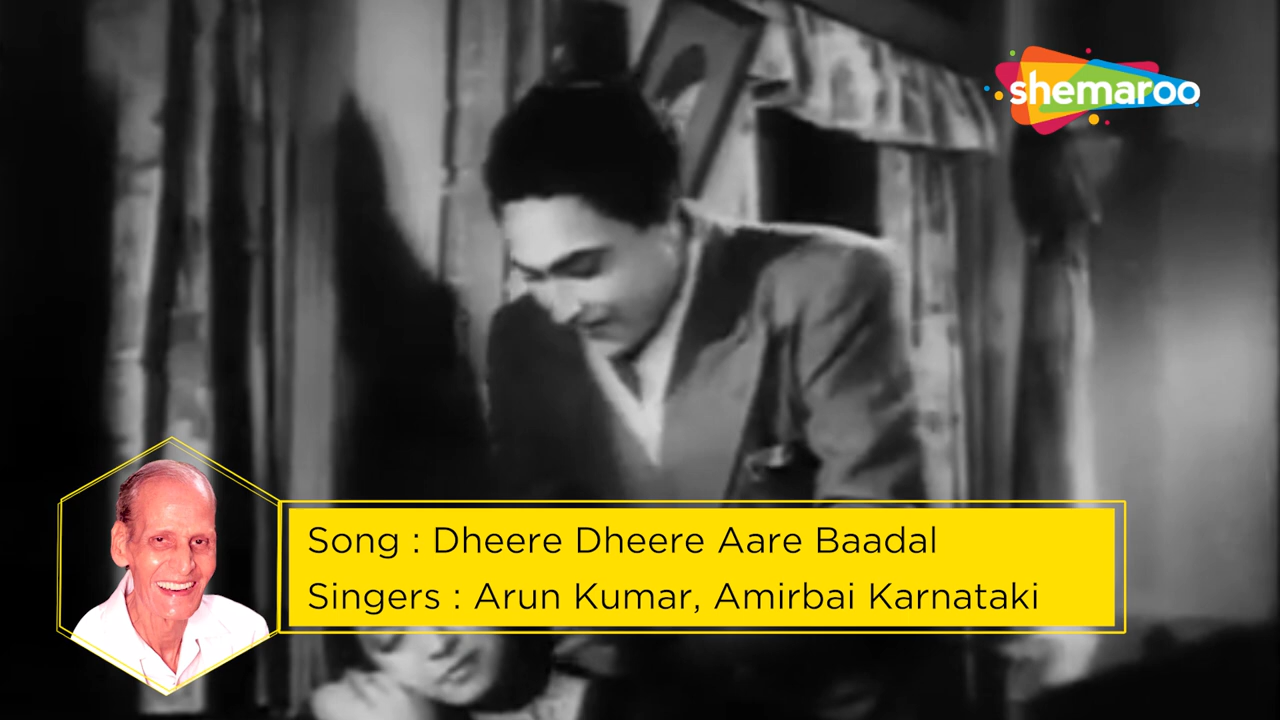 shemaroo
Song : Dheere Dheere Aare Baadal
Singers : Arun Kumar, Amirbai Karnataki